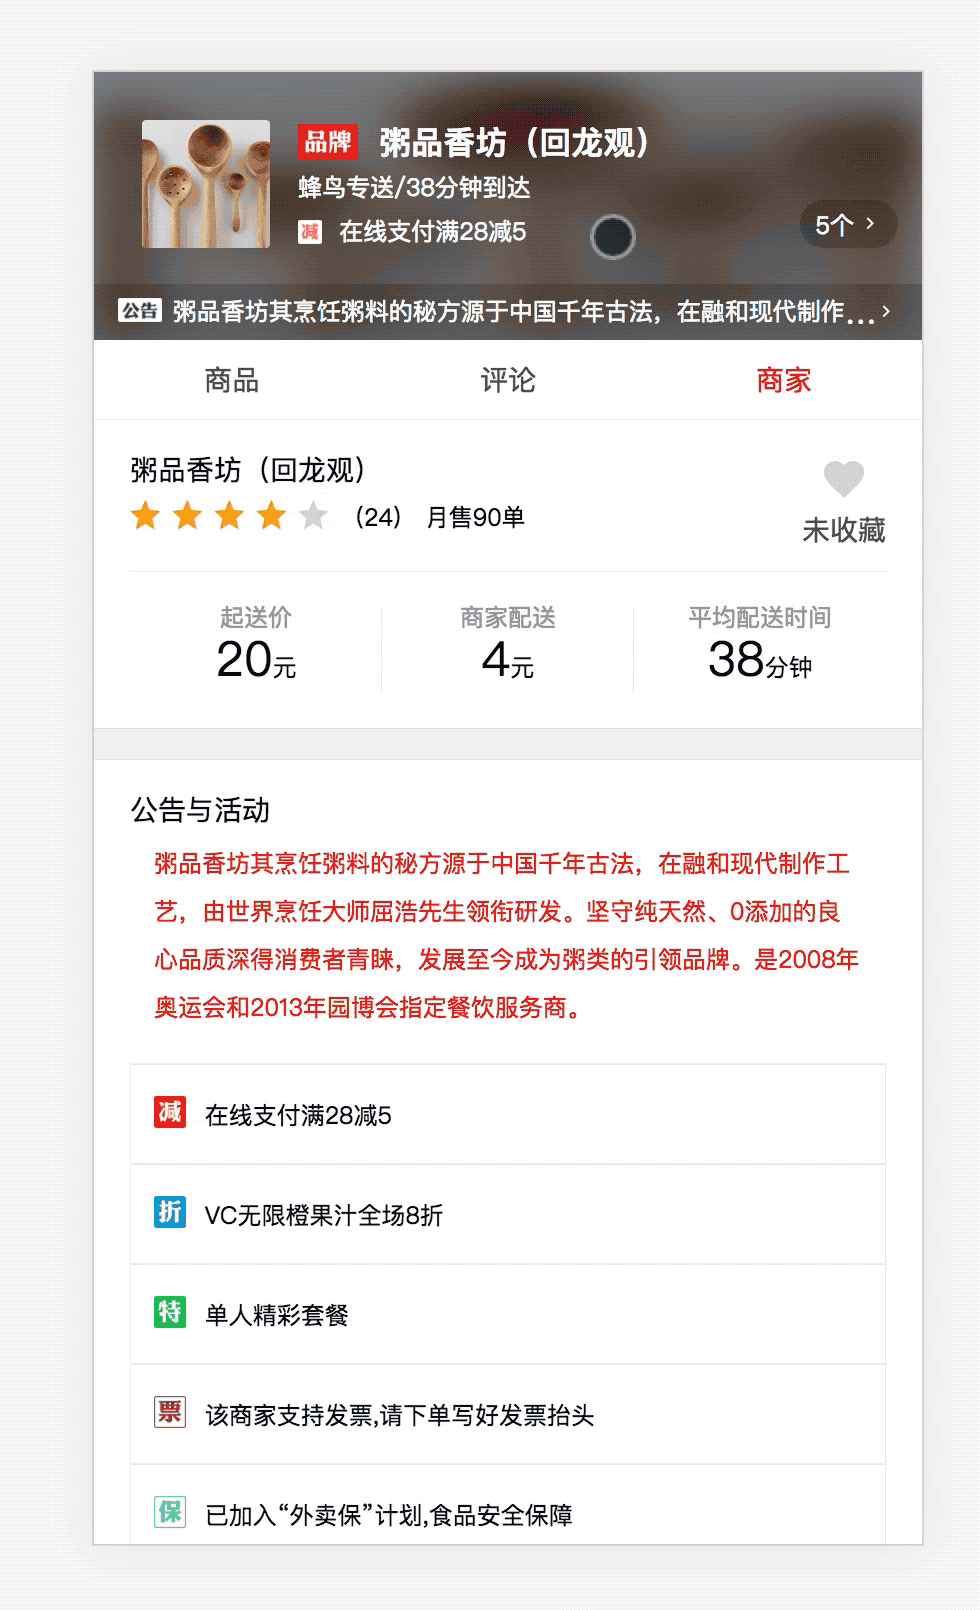 品牌 粥品香坊（回龙观）
蜂鸟专送/38分钟到达
减 在线支付满28减5
5个 >
公告 粥品香坊其烹饪粥料的秘方源于中国千年古法，在融和现代制作... >
商品 评论 商家
粥品香坊（回龙观）
（24） 月售90单
未收藏
起送价 商家配送 平均配送时间
20元 4元 38分钟
公告与活动
粥品香坊其烹饪粥料的秘方源于中国千年古法，在融和现代制作工
艺，由世界烹饪大师屈浩先生领衔研发。坚守纯天然、0添加的良
心品质深得消费者青睐，发展至今成为粥类的引领品牌。是2008年
奥运会和2013年园博会指定餐饮服务商。
减 在线支付满28减5
折 VC无限橙果汁全场8折
特 单人精彩套餐
票 该商家支持发票,请下单写好发票抬头
保 已加入“外卖保”计划,食品安全保障